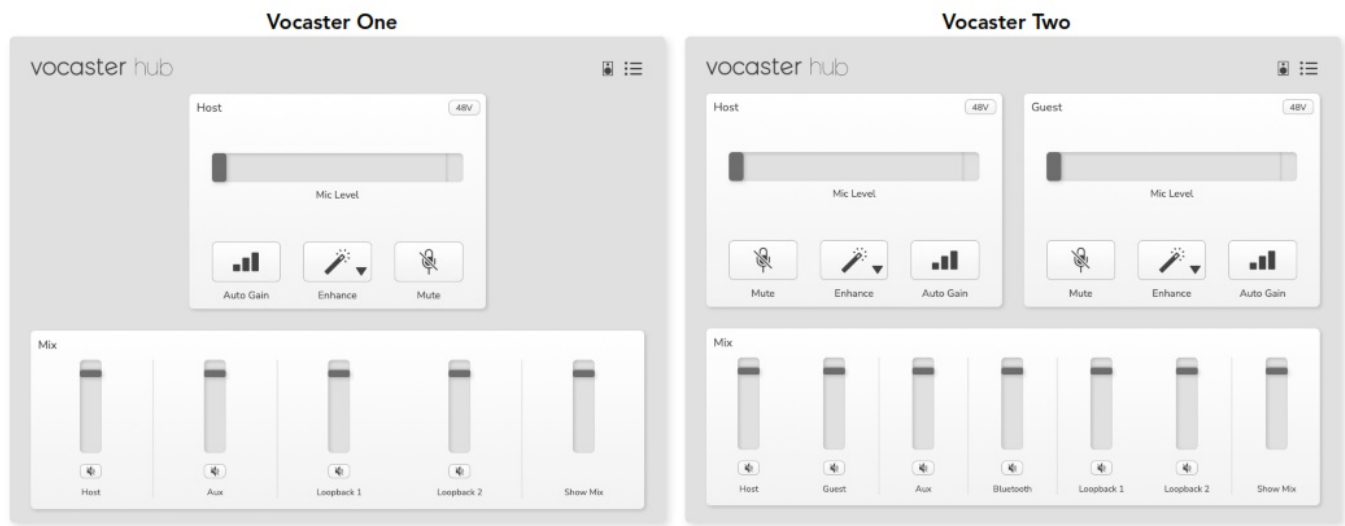 Vocaster One
vocaster hub
Host
48V
Mic Level
Auto Gain
Enhance
Mute
Mix
Host
Aux
Loopback 1
Loopback 2
Show Mix
Vocaster Two
vocaster hub
Host
48V
Mic Level
Mute
Enhance
Auto Gain
Guest
48V
Mic Level
Mute
Enhance
Auto Gain
Mix
Host
Guest
Aux
Bluetooth
Loopback 1
Loopback 2
Show Mix